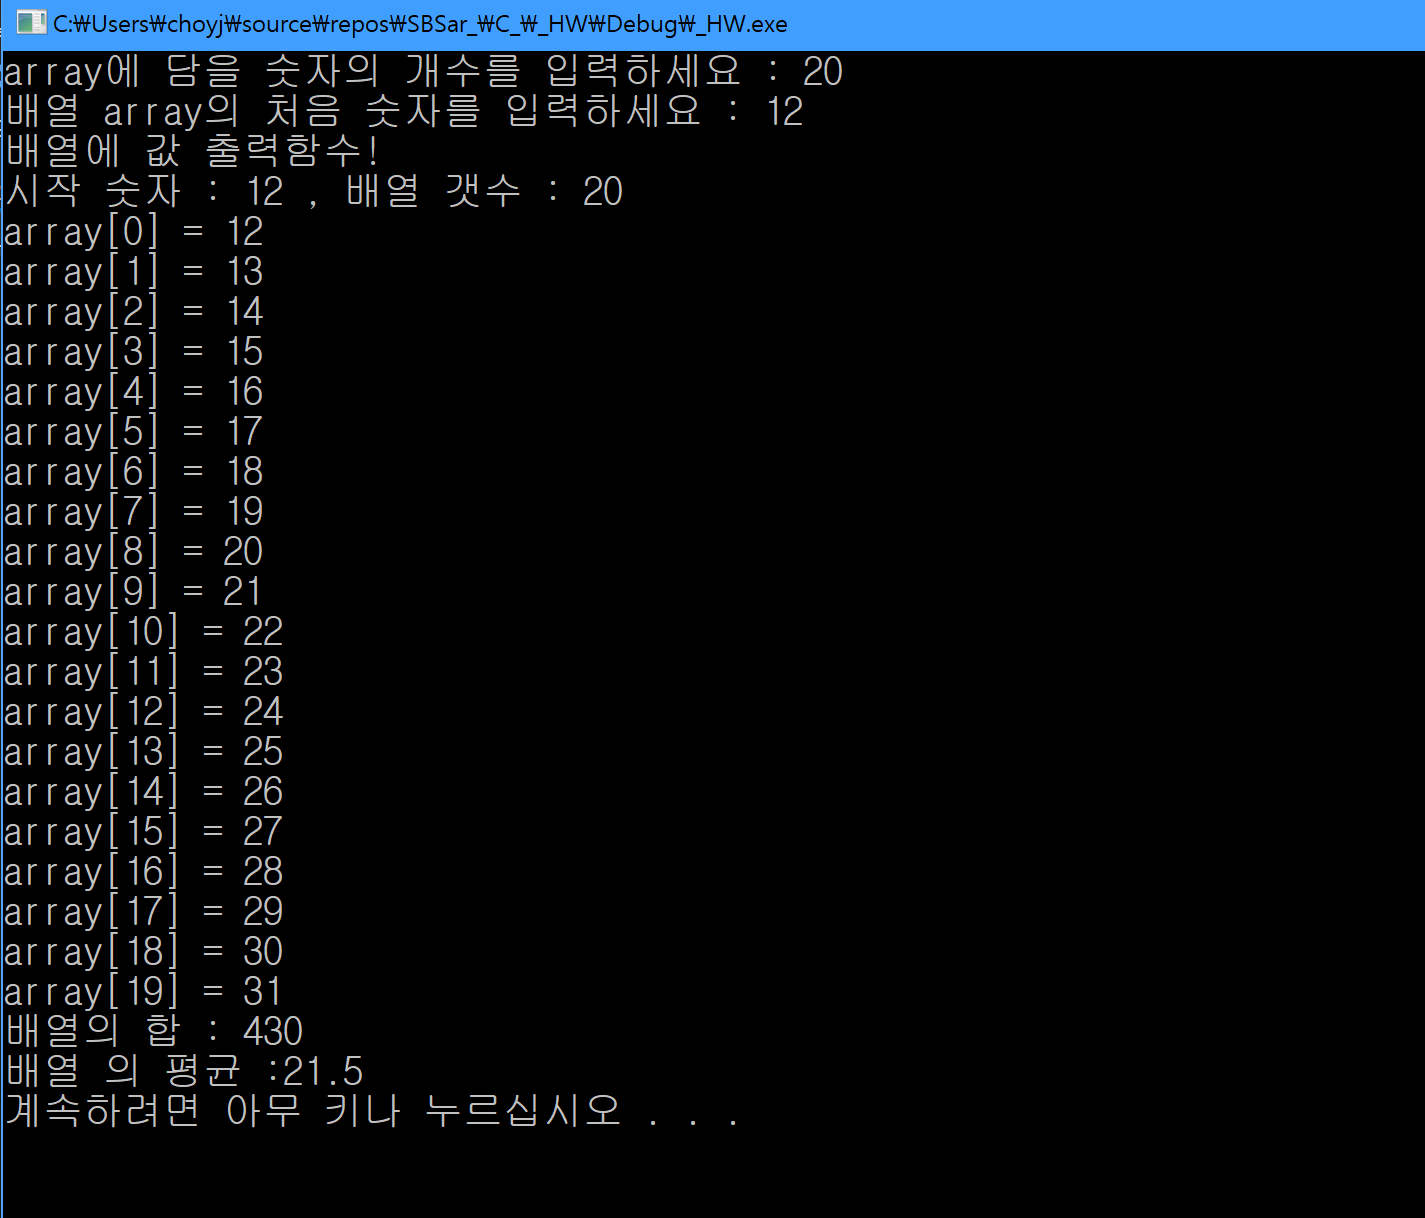 C:₩Users₩choyj₩source₩repos₩SBSar_₩C_₩_HW₩Debug₩_HW.exe
array에 담을 숫자의 개수를 입력하세요 : 20
배열 array의 처음 숫자를 입력하세요 : 12
배열에 값 출력함수!
시작 숫자 : 12 , 배열 갯수 : 20
array[0] = 12
array[1] = 13
array[2] = 14
array[3] = 15
array[4] = 16
array[5] = 17
array[6] = 18
array[7] = 19
array[8] = 20
array[9] = 21
array[10] = 22
array[11] = 23
array[12] = 24
array[13] = 25
array[14] = 26
array[15] = 27
array[16] = 28
array[17] = 29
array[18] = 30
array[19] = 31
배열의 합 : 430
배열 의 평균 :21.5
계속하려면 아무 키나 누르십시오 . . .